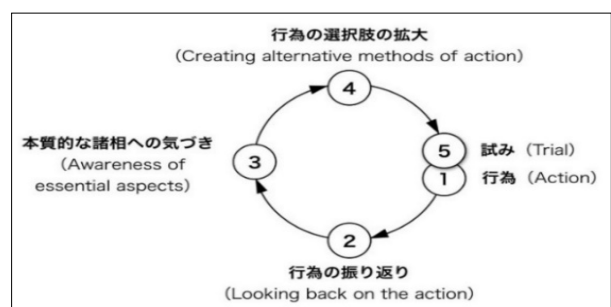 行為の選択肢の拡大
(Creating alternative methods of action)
4
本質的な諸相への気づき
(Awareness of
essential aspects)
3
5 試み (Trial)
1 行為 (Action)
2
行為の振り返り
(Looking back on the action)